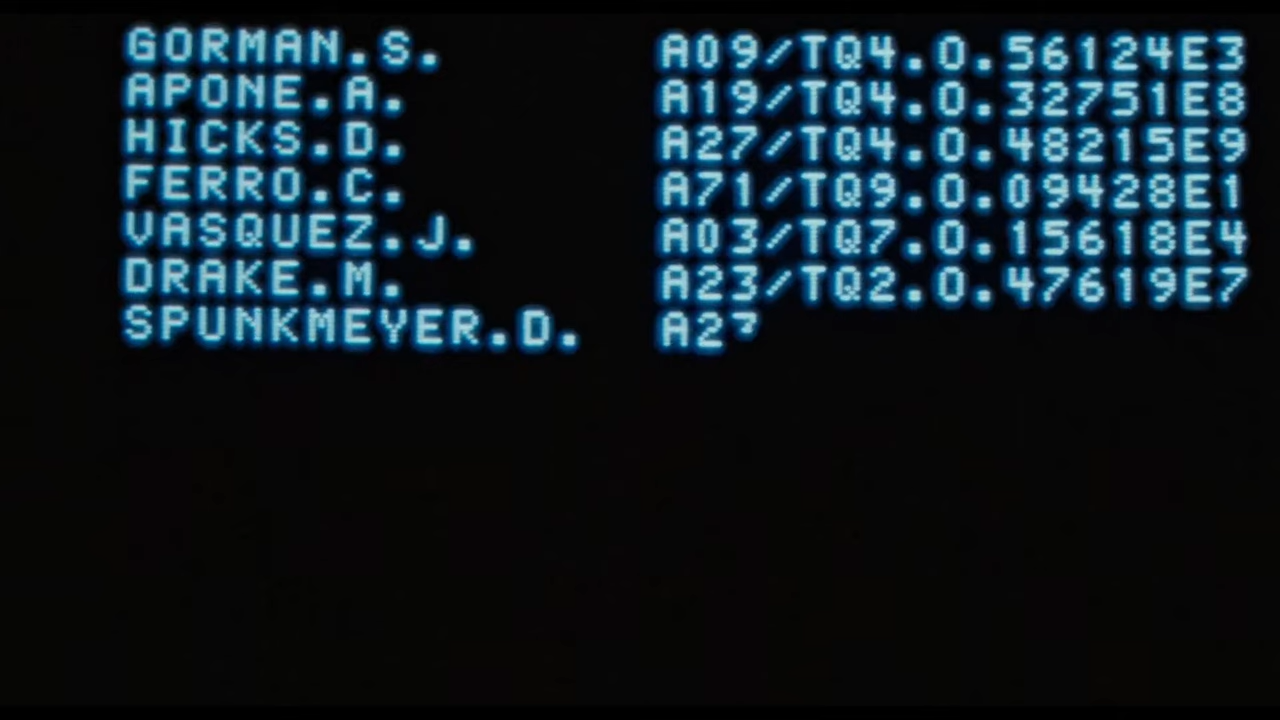 GORMAN.S. A09/TQ4.0.56124E3
APONE.A. A19/TQ4.0.32751E8
HICKS.D. A27/TQ4.0.48215E9
FERRO.C. A71/TQ9.0.09428E1
VASQUEZ.J. A03/TQ7.0.15618E4
DRAKE.M. A23/TQ2.0.47619E7
SPUNKMEYER.D. A2